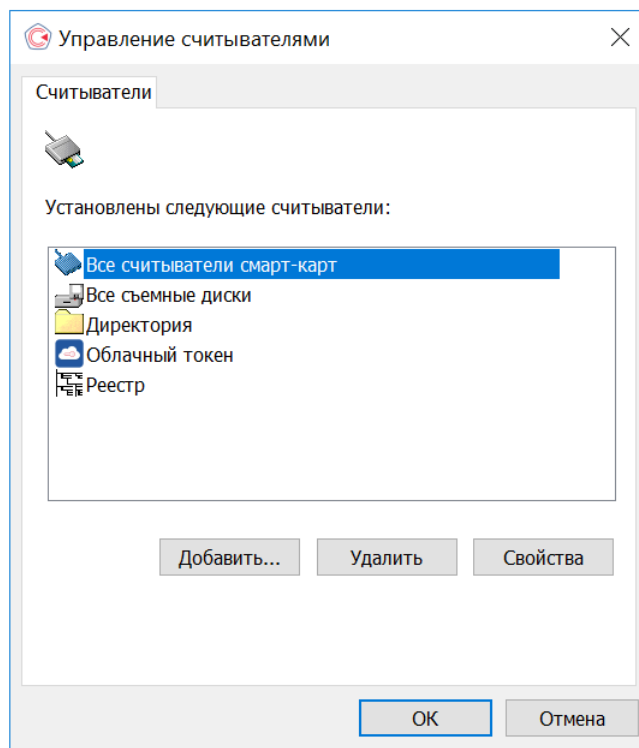 Управление считывателями
Считыватели
Установлены следующие считыватели:
Все считыватели смарт-карт
Все съемные диски
Директория
Облачный токен
Реестр
Добавить... Удалить Свойства
ОК Отмена